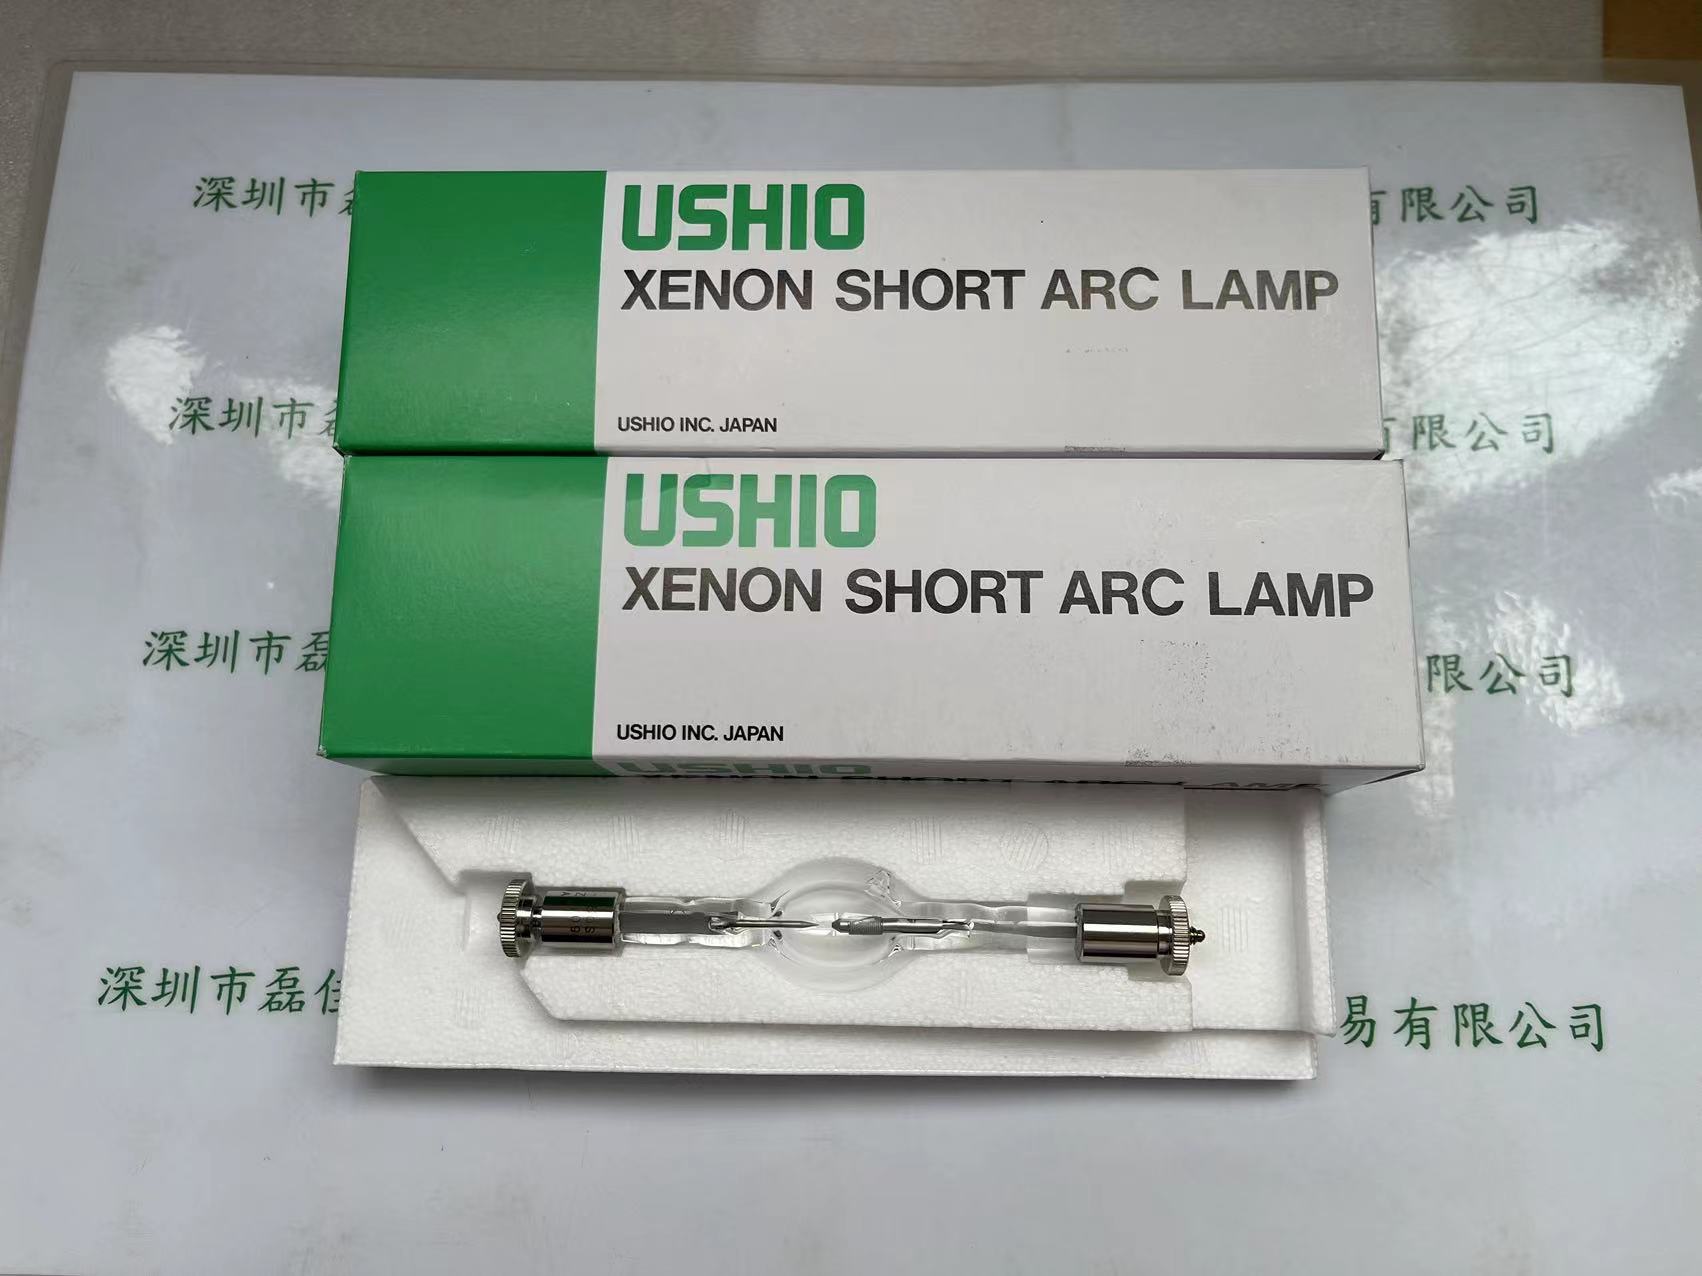 深圳市
有限公司
USHIO
XENON SHORT ARC LAMP
USHIO INC. JAPAN
深圳市
有限公司
USHIO
XENON SHORT ARC LAMP
USHIO INC. JAPAN
深圳市磊
限公司
USHIO
深圳市磊佳
易有限公司